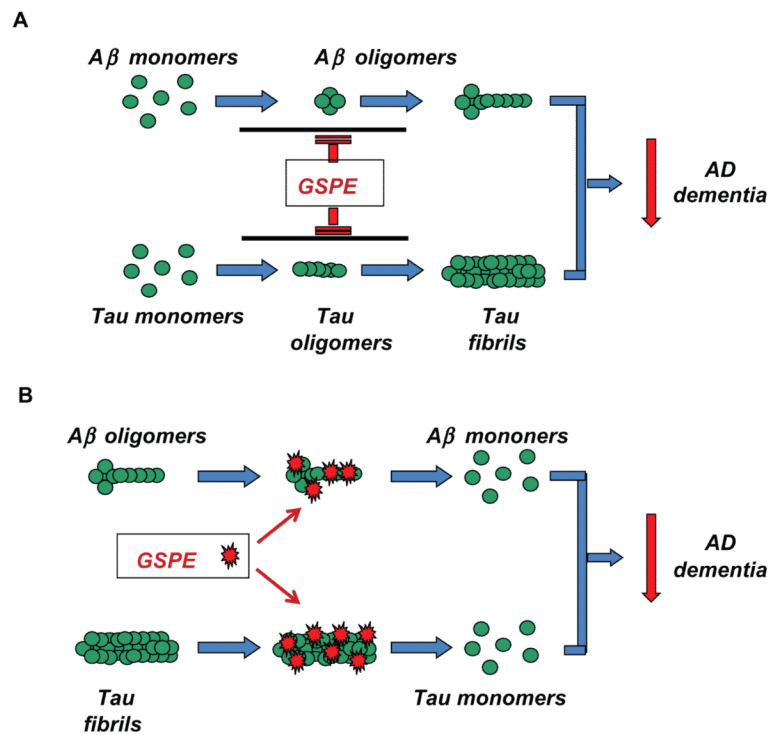 A
Aβ monomers
Aβ oligomers
GSPE
AD
dementia
Tau monomers
Tau
oligomers
Tau
fibrils
B
Aβ oligomers
Aβ mononers
GSPE
AD
dementia
Tau
fibrils
Tau monomers